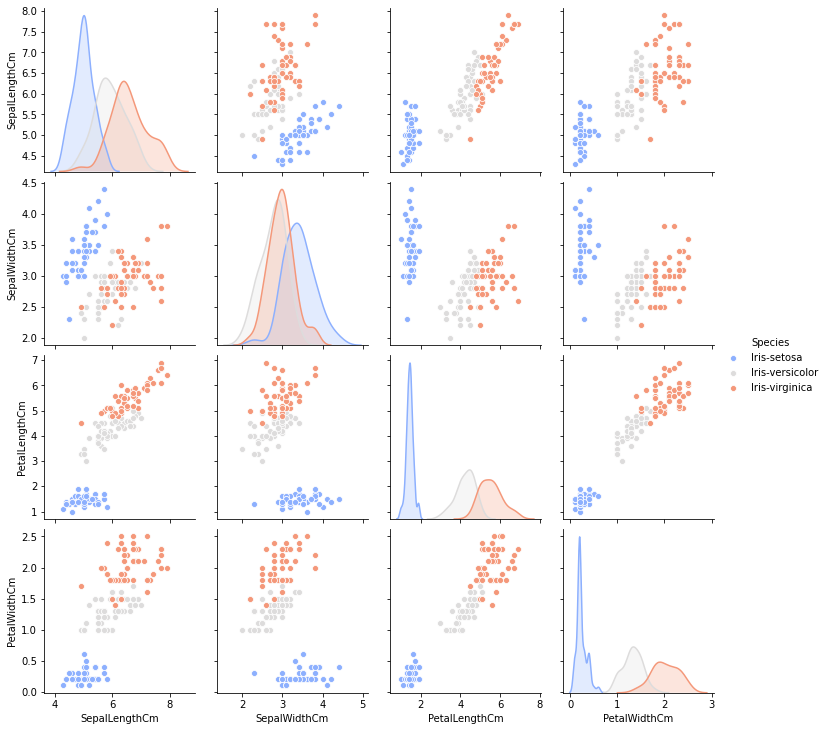 8.0
7.5
7.0
6.5
6.0
5.5
5.0
4.5
SepalLengthCm
4.5
4.0
3.5
3.0
2.5
2.0
SepalWidthCm
Species
Iris-setosa
Iris-versicolor
Iris-virginica
7
6
5
4
3
2
1
PetalLengthCm
2.5
2.0
1.5
1.0
0.5
0.0
PetalWidthCm
4 6 8
2 3 4 5
2 4 6 8
0 1 2 3
SepalLengthCm
SepalWidthCm
PetalLengthCm
PetalWidthCm